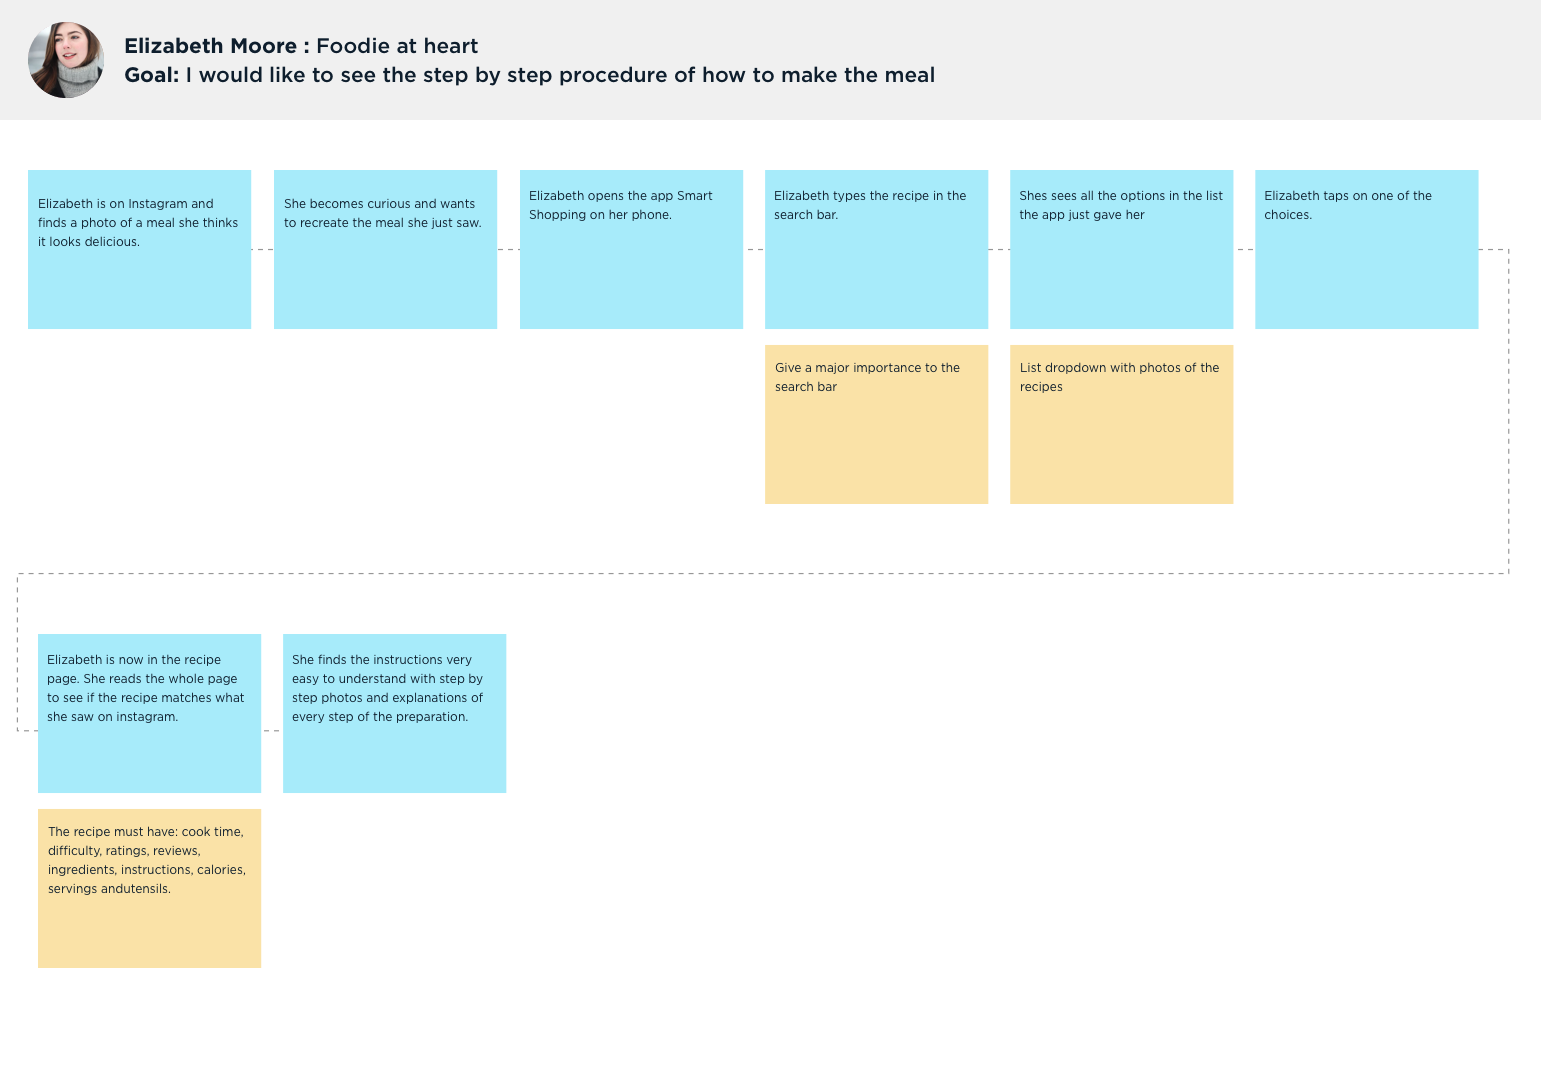 Elizabeth Moore : Foodie at heart
Goal: I would like to see the step by step procedure of how to make the meal
Elizabeth is on Instagram and
finds a photo of a meal she thinks
it looks delicious.
She becomes curious and wants
to recreate the meal she just saw.
Elizabeth opens the app Smart
Shopping on her phone.
Elizabeth types the recipe in the
search bar.
Shes sees all the options in the list
the app just gave her
Elizabeth taps on one of the
choices.
Give a major importance to the
search bar
List dropdown with photos of the
recipes
Elizabeth is now in the recipe
page. She reads the whole page
to see if the recipe matches what
she saw on instagram.
She finds the instructions very
easy to understand with step by
step photos and explanations of
every step of the preparation.
The recipe must have: cook time,
difficulty, ratings, reviews,
ingredients, instructions, calories,
servings andutensils.